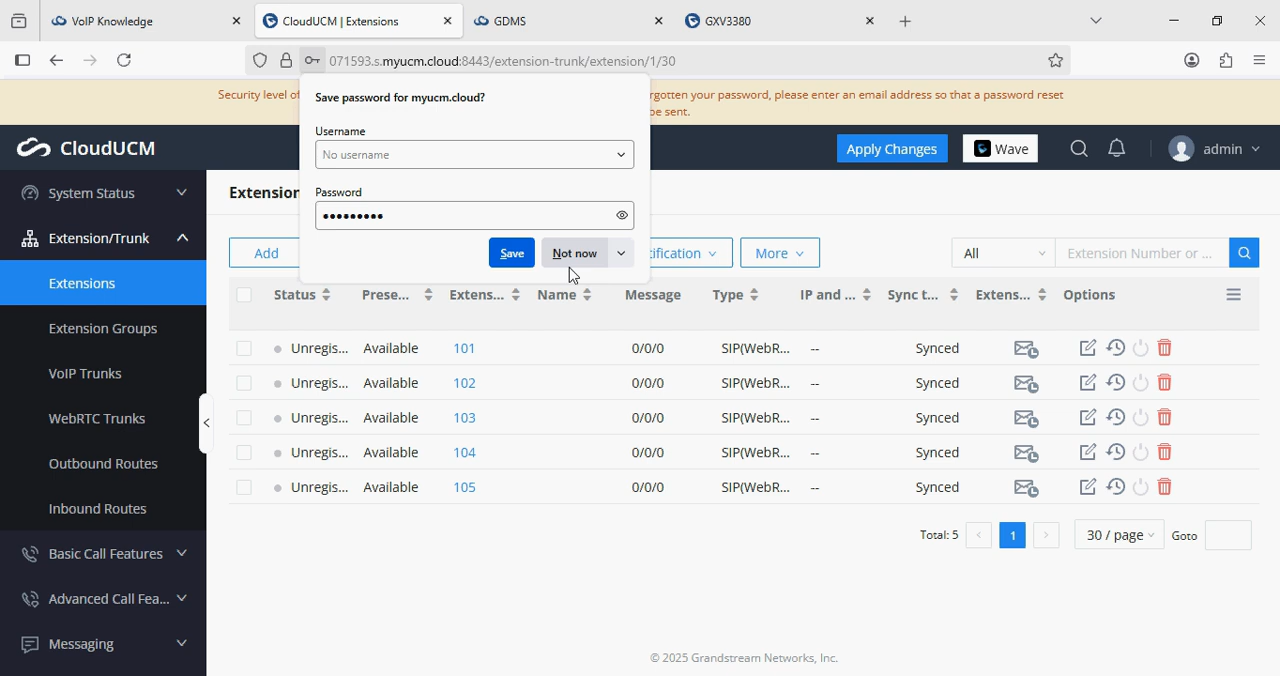 VoIP Knowledge
CloudUCM | Extensions
GDMS
GXV3380
071593.s.myucm.cloud:8443/extension-trunk/extension/1/30
Security level of
rgotten your password, please enter an email address so that a password reset
be sent.
Save password for myucm.cloud?
Username
No username
Password
Save
Not now
CloudUCM
Apply Changes
Wave
admin
System Status
Extension/Trunk
Extensions
Extension Groups
VoIP Trunks
WebRTC Trunks
Outbound Routes
Inbound Routes
Basic Call Features
Advanced Call Fea...
Messaging
Extension
Add
tification
More
All
Extension Number or ...
Status Prese... Extens... Name Message Type IP and ... Sync t... Extens... Options
Unregis... Available 101 0/0/0 SIP(WebR... -- Synced
Unregis... Available 102 0/0/0 SIP(WebR... -- Synced
Unregis... Available 103 0/0/0 SIP(WebR... -- Synced
Unregis... Available 104 0/0/0 SIP(WebR... -- Synced
Unregis... Available 105 0/0/0 SIP(WebR... -- Synced
Total: 5 < 1 > 30 / page Goto
© 2025 Grandstream Networks, Inc.